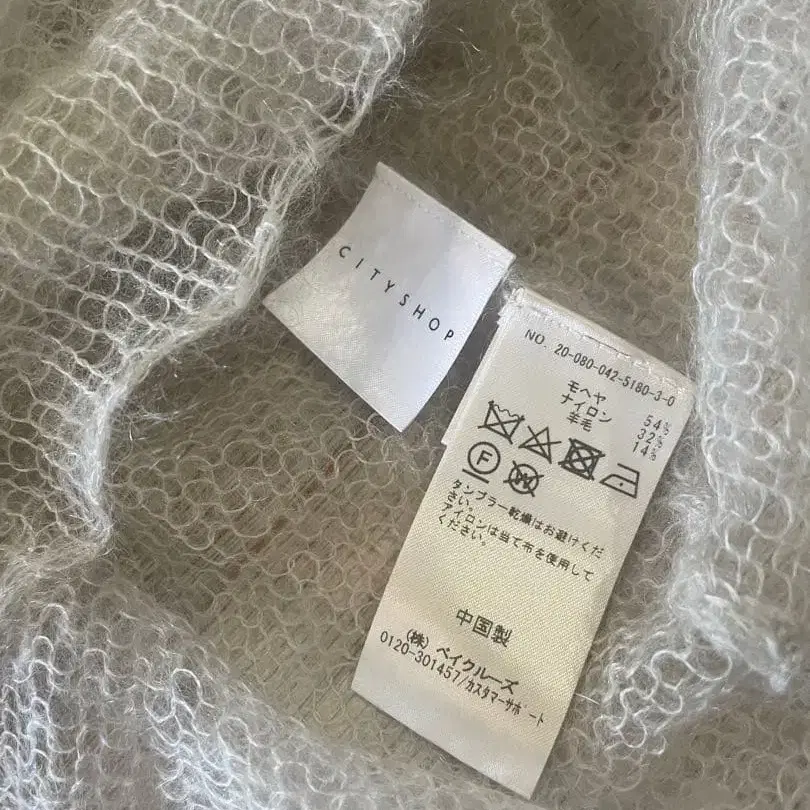 CITYSHOP
NO. 20-080-042-5180-3-0
モヘヤ 54%
ナイロン 32%
羊毛 14%
F W
タンブラー乾燥はお避けくだ
さい。
アイロンは当て布を使用して
ください。
中国製
(株) ベイクルーズ
0120-301457/カスタマーサポート